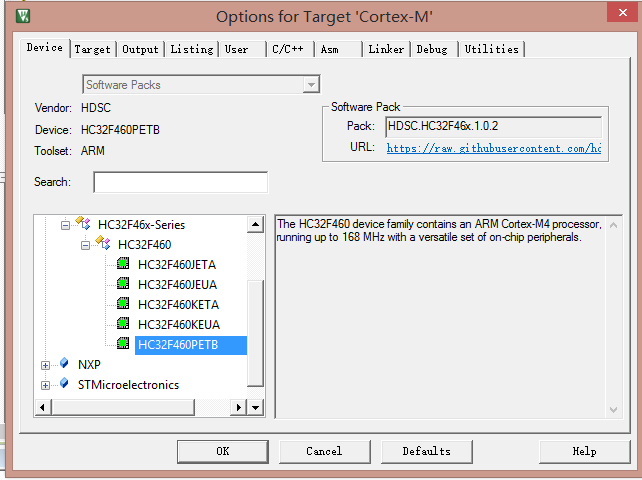 Options for Target 'Cortex-M'
Device Target Output Listing User C/C++ Asm Linker Debug Utilities
Software Packs
Vendor: HDSC
Device: HC32F460PETB
Toolset: ARM
Search:
Software Pack
Pack: HDSC.HC32F46x.1.0.2
URL: https://raw.githubusercontent.com/hd
HC32F46x-Series
HC32F460
HC32F460JETA
HC32F460JEUA
HC32F460KETA
HC32F460KEUA
HC32F460PETB
NXP
STMicroelectronics
The HC32F460 device family contains an ARM Cortex-M4 processor,
running up to 168 MHz with a versatile set of on-chip peripherals.
OK Cancel Defaults Help